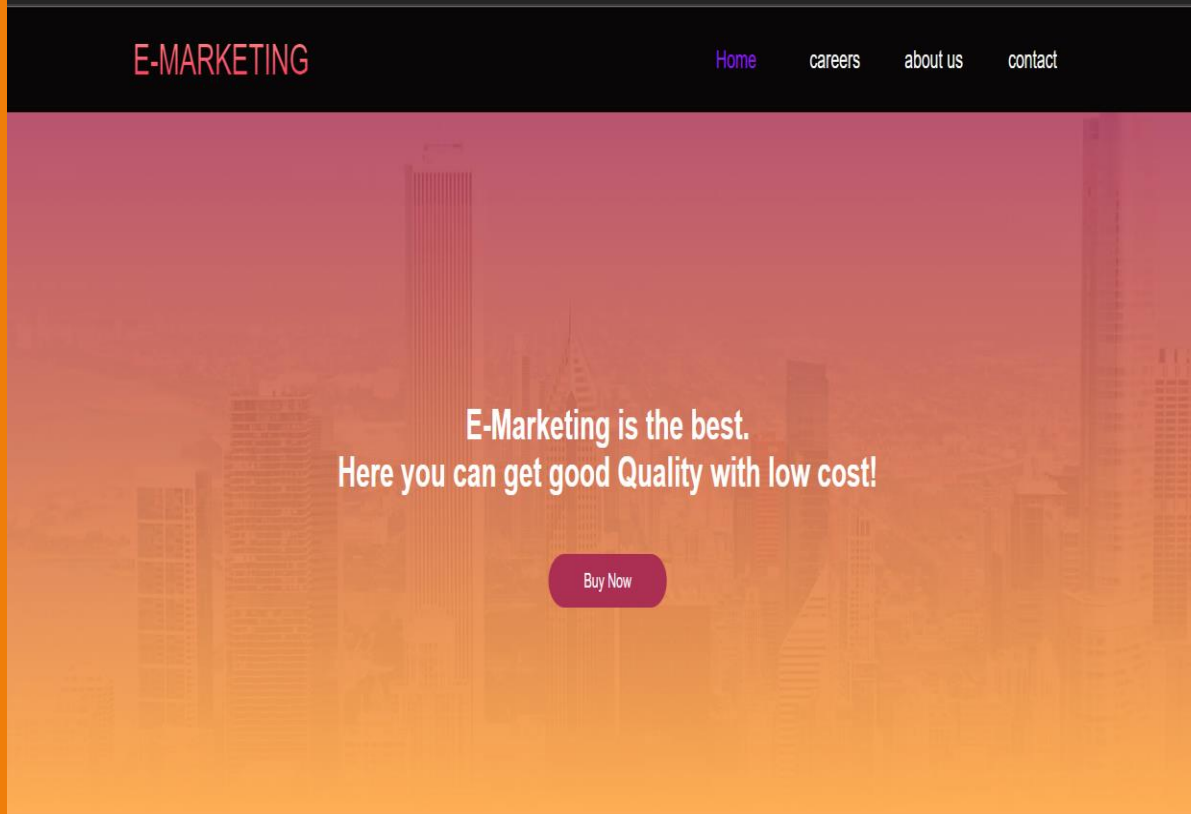 E-MARKETING
Home careers about us contact
E-Marketing is the best.
Here you can get good Quality with low cost!
Buy Now